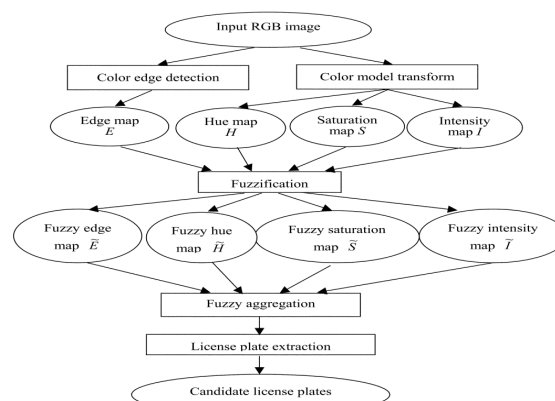 Input RGB image
Color edge detection
Color model transform
Edge map
E
Hue map
H
Saturation
map S
Intensity
map I
Fuzzification
Fuzzy edge
map Ẽ
Fuzzy hue
map H̃
Fuzzy saturation
map S̃
Fuzzy intensity
map Ĩ
Fuzzy aggregation
License plate extraction
Candidate license plates